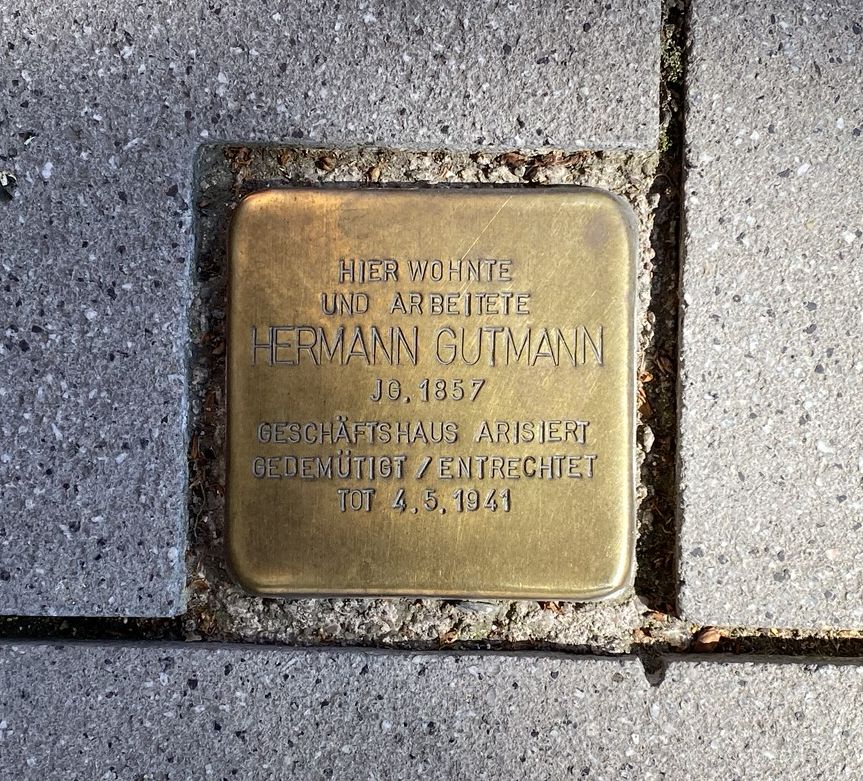 HIER WOHNTE
UND ARBEITETE
HERMANN GUTMANN
JG. 1857
GESCHÄFTSHAUS ARISIERT
GEDEMÜTIGT / ENTRECHTET
TOT 4.5.1941